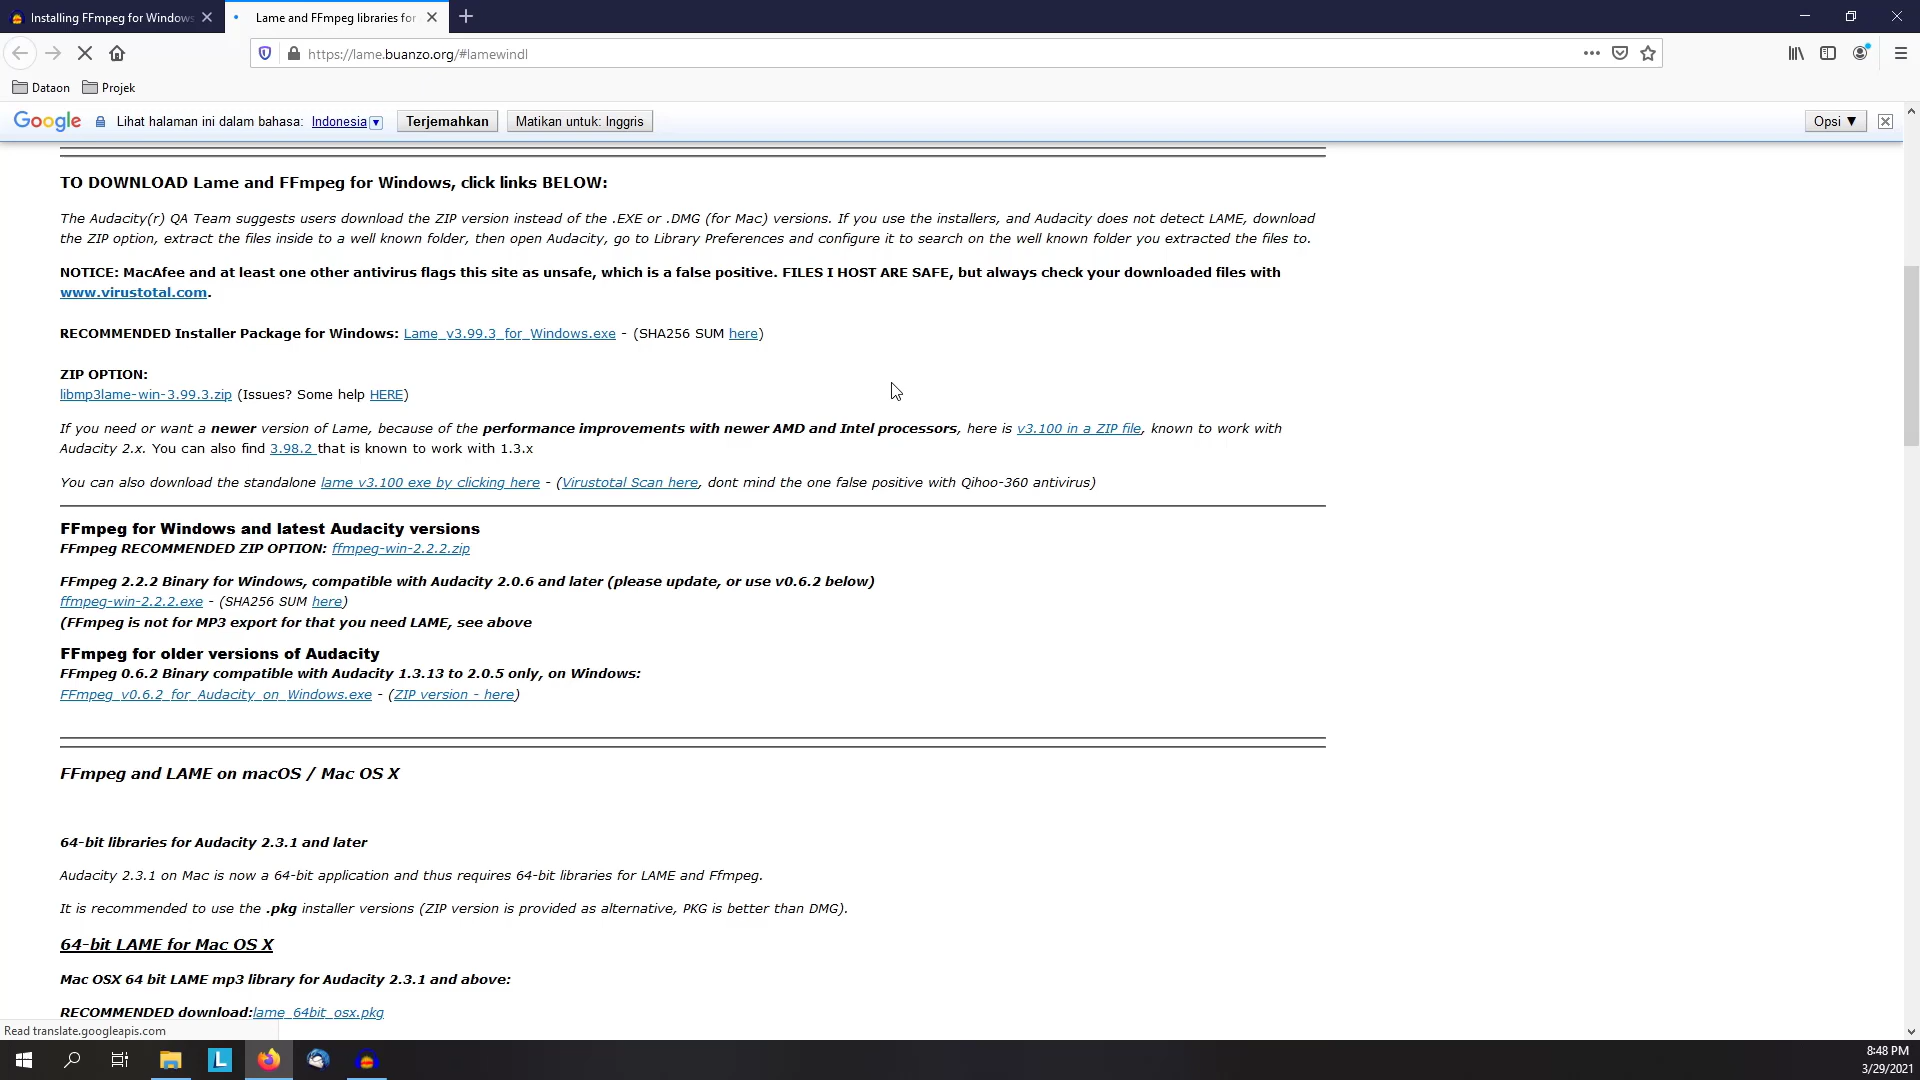 Installing FFmpeg for Windows
Lame and FFmpeg libraries for
https://lame.buanzo.org/#lamewindl
Dataon
Projek
Google
Lihat halaman ini dalam bahasa: Indonesia
Terjemahkan
Matikan untuk: Inggris
Opsi ▼
TO DOWNLOAD Lame and FFmpeg for Windows, click links BELOW:
The Audacity(r) QA Team suggests users download the ZIP version instead of the .EXE or .DMG (for Mac) versions. If you use the installers, and Audacity does not detect LAME, download
the ZIP option, extract the files inside to a well known folder, then open Audacity, go to Library Preferences and configure it to search on the well known folder you extracted the files to.
NOTICE: MacAfee and at least one other antivirus flags this site as unsafe, which is a false positive. FILES I HOST ARE SAFE, but always check your downloaded files with
www.virustotal.com.
RECOMMENDED Installer Package for Windows: Lame_v3.99.3_for_Windows.exe - (SHA256 SUM here)
ZIP OPTION:
libmp3lame-win-3.99.3.zip (Issues? Some help HERE)
If you need or want a newer version of Lame, because of the performance improvements with newer AMD and Intel processors, here is v3.100 in a ZIP file, known to work with
Audacity 2.x. You can also find 3.98.2 that is known to work with 1.3.x
You can also download the standalone lame v3.100 exe by clicking here - (Virustotal Scan here, dont mind the one false positive with Qihoo-360 antivirus)
FFmpeg for Windows and latest Audacity versions
FFmpeg RECOMMENDED ZIP OPTION: ffmpeg-win-2.2.2.zip
FFmpeg 2.2.2 Binary for Windows, compatible with Audacity 2.0.6 and later (please update, or use v0.6.2 below)
ffmpeg-win-2.2.2.exe - (SHA256 SUM here)
(FFmpeg is not for MP3 export for that you need LAME, see above
FFmpeg for older versions of Audacity
FFmpeg 0.6.2 Binary compatible with Audacity 1.3.13 to 2.0.5 only, on Windows:
FFmpeg_v0.6.2_for_Audacity_on_Windows.exe - (ZIP version - here)
FFmpeg and LAME on macOS / Mac OS X
64-bit libraries for Audacity 2.3.1 and later
Audacity 2.3.1 on Mac is now a 64-bit application and thus requires 64-bit libraries for LAME and Ffmpeg.
It is recommended to use the .pkg installer versions (ZIP version is provided as alternative, PKG is better than DMG).
64-bit LAME for Mac OS X
Mac OSX 64 bit LAME mp3 library for Audacity 2.3.1 and above:
RECOMMENDED download:lame_64bit_osx.pkg
Read translate.googleapis.com
L
8:48 PM
3/29/2021